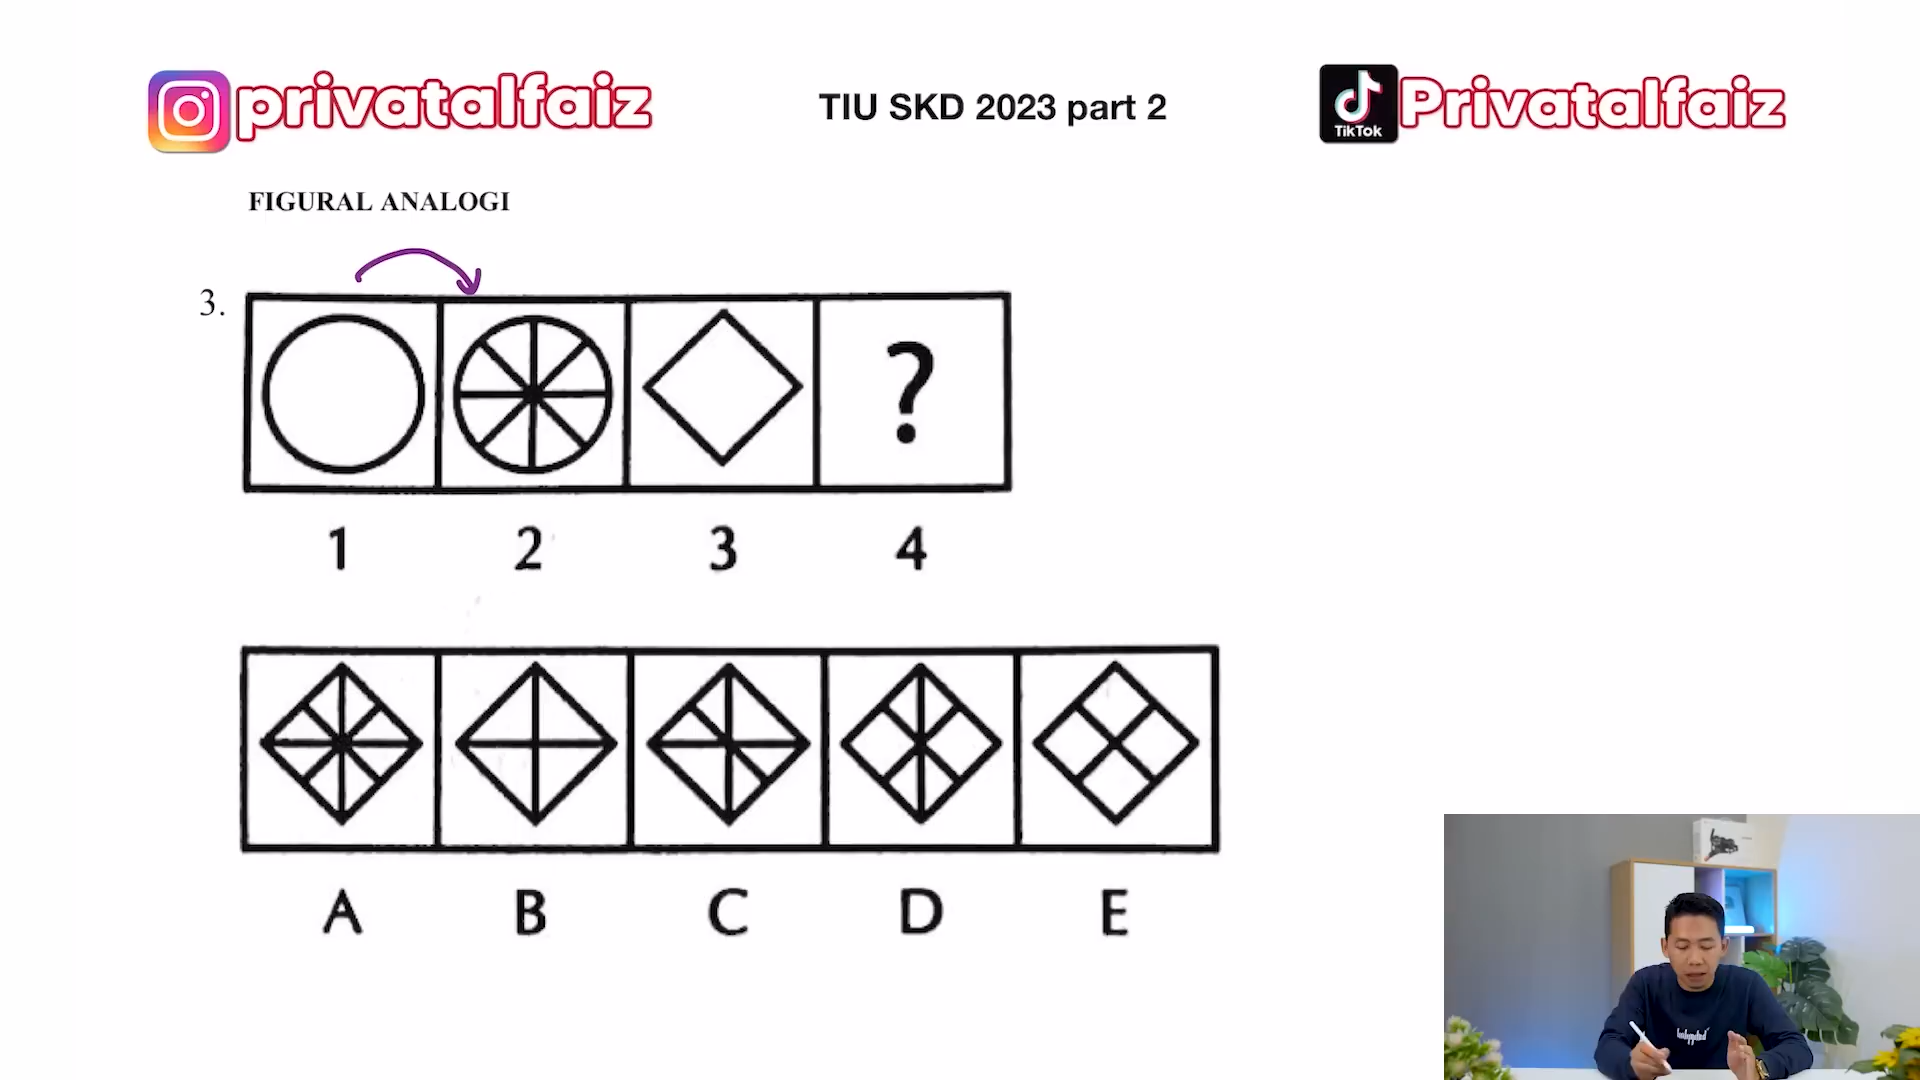 privatalfaiz
TIU SKD 2023 part 2
TikTok
Privatalfaiz
FIGURAL ANALOGI
3.
?
1 2 3 4
A B C D E